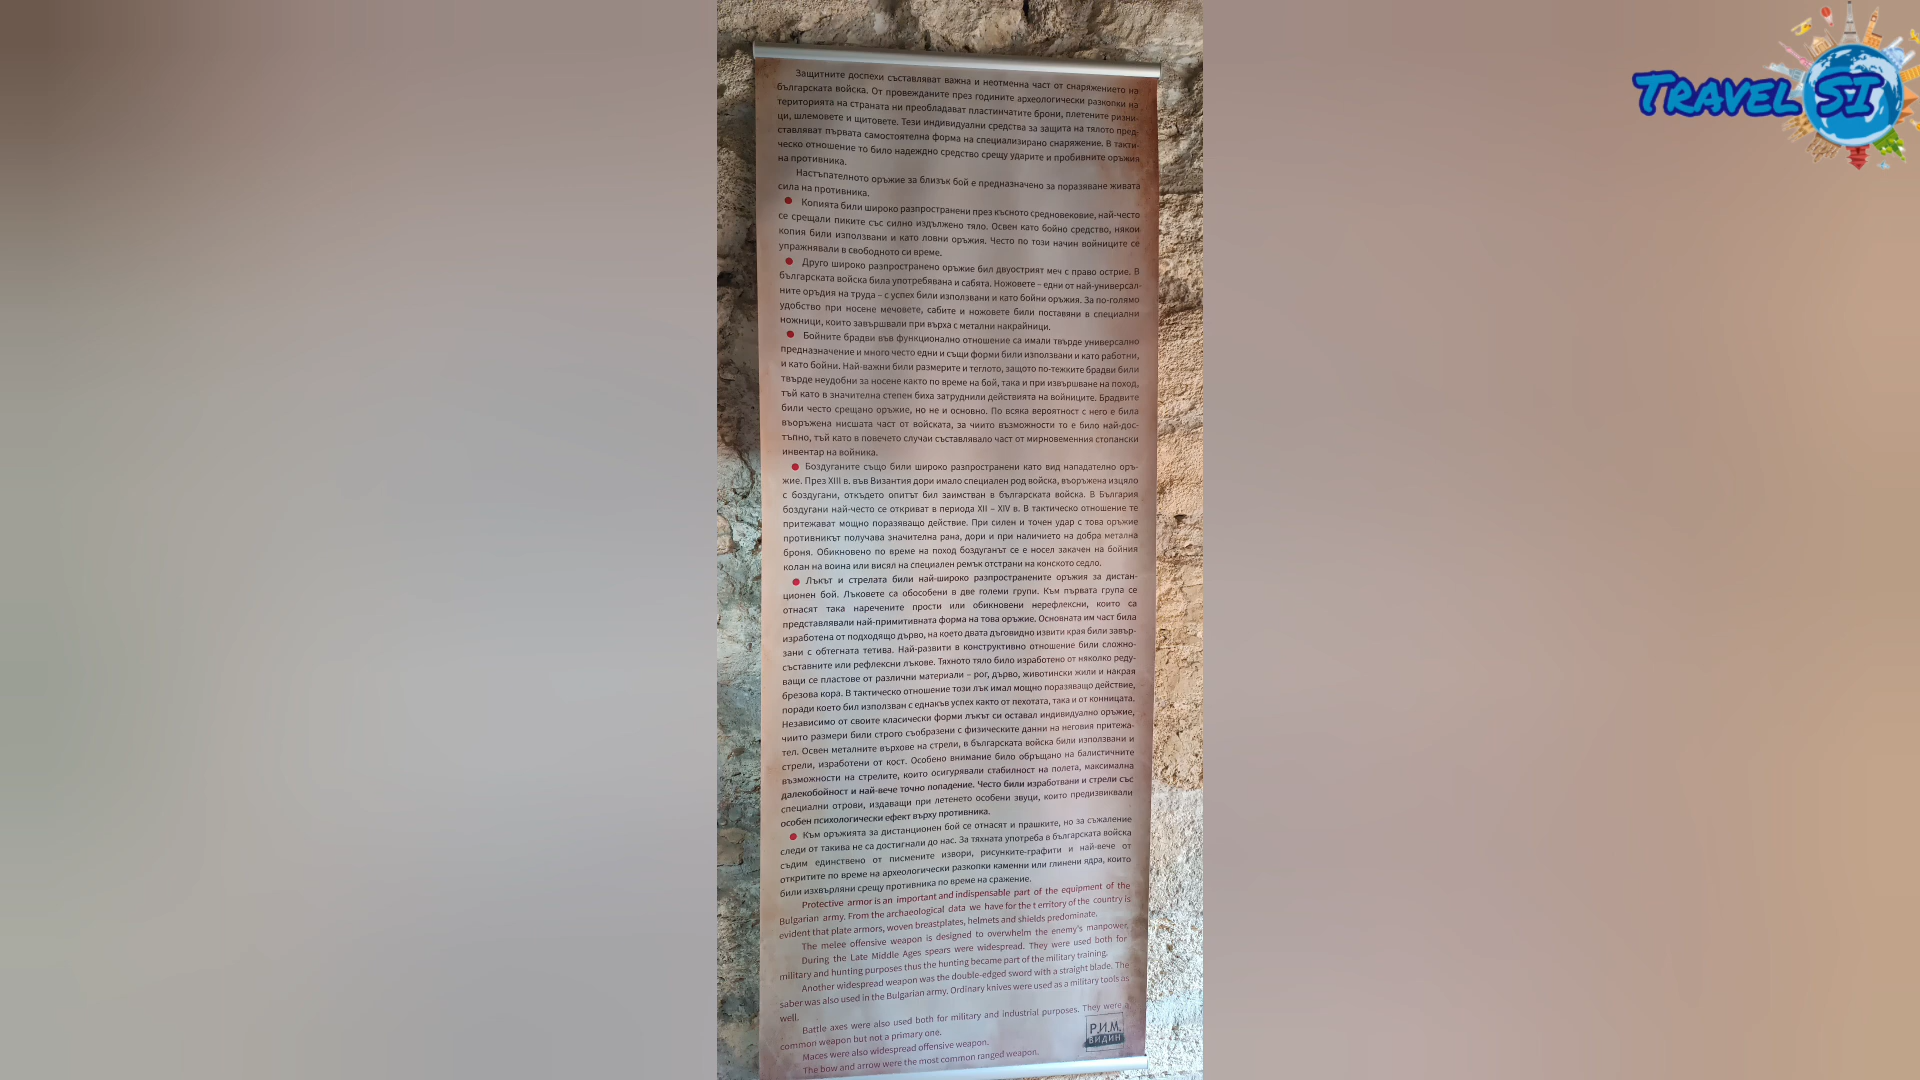 Защитните доспехи съставляват важна и неотменна част от снаряжението на
българската войска. От провежданите през годините археологически разкопки на
територията на страната ни преобладават пластинчатите брони, плетените ризни-
ци, шлемовете и щитовете. Тези индивидуални средства за защита на тялото пред-
ставляват първата самостоятелна форма на специализирано снаряжение. В такти-
ческо отношение то било надеждно средство срещу ударите и пробивните оръжия
на противника.
Настъпателното оръжие за близък бой е предназначено за поразяване живата
сила на противника.
● Копията били широко разпространени през късното средновековие, най-често
се срещали пиките със силно издължено тяло. Освен като бойно средство, някои
копия били използвани и като ловни оръжия. Често по този начин войниците се
упражнявали в свободното си време.
● Друго широко разпространено оръжие бил двуострият меч с право острие. В
българската войска била употребявана и сабята. Ножовете – едни от най-универсал-
ните оръдия на труда – с успех били използвани и като бойни оръжия. За по-голямо
удобство при носене мечовете, сабите и ножовете били поставяни в специални
ножници, които завършвали при върха с метални накрайници.
● Бойните брадви във функционално отношение са имали твърде универсално
предназначение и много често едни и същи форми били използвани и като работни,
и като бойни. Най-важни били размерите и теглото, защото по-тежките брадви били
твърде неудобни за носене както по време на бой, така и при извършване на поход,
тъй като в значителна степен биха затруднили действията на войниците. Брадвите
били често срещано оръжие, но не и основно. По всяка вероятност с него е била
въоръжена нисшата част от войската, за чиито възможности то е било най-дос-
тъпно, тъй като в повечето случаи съставлявало част от мирновеменния стопански
инвентар на войника.
● Боздуганите също били широко разпространени като вид нападателно оръ-
жие. През XIII в. във Византия дори имало специален род войска, въоръжена изцяло
с боздугани, откъдето опитът бил заимстван в българската войска. В България
боздугани най-често се откриват в периода XII – XIV в. В тактическо отношение те
притежават мощно поразяващо действие. При силен и точен удар с това оръжие
противникът получава значителна рана, дори и при наличието на добра метална
броня. Обикновено по време на поход боздуганът се е носел закачен на бойния
колан на воина или висял на специален ремък отстрани на конското седло.
● Лъкът и стрелата били най-широко разпространените оръжия за дистан-
ционен бой. Лъковете са обособени в две големи групи. Към първата група се
отнасят така наречените прости или обикновени нерефлексни, които са
представлявали най-примитивната форма на това оръжие. Основната им част била
изработена от подходящо дърво, на което двата дъговидно извити края били завър-
зани с обтегната тетива. Най-развити в конструктивно отношение били сложно-
съставните или рефлексни лъкове. Тяхното тяло било изработено от няколко реду-
ващи се пластове от различни материали – рог, дърво, животински жили и накрая
брезова кора. В тактическо отношение този лък имал мощно поразяващо действие,
поради което бил използван с еднакъв успех както от пехотата, така и от конницата.
Независимо от своите класически форми лъкът си оставал индивидуално оръжие,
чиито размери били строго съобразени с физическите данни на неговия притежа-
тел. Освен металните върхове на стрели, в българската войска били използвани и
стрели, изработени от кост. Особено внимание било обръщано на балистичните
възможности на стрелите, които осигурявали стабилност на полета, максимална
далекобойност и най-вече точно попадение. Често били изработвани и стрели със
специални отрови, издаващи при летенето особени звуци, които предизвиквали
особен психологически ефект върху противника.
● Към оръжията за дистанционен бой се отнасят и прашките, но за съжаление
следи от такива не са достигнали до нас. За тяхната употреба в българската войска
съдим единствено от писмените извори, рисунките-графити и най-вече от
откритите по време на археологически разкопки каменни или глинени ядра, които
били изхвърляни срещу противника по време на сражение.
Protective armor is an important and indispensable part of the equipment of the
Bulgarian army. From the archaeological data we have for the t erritory of the country is
evident that plate armors, woven breastplates, helmets and shields predominate.
The melee offensive weapon is designed to overwhelm the enemy's manpower.
During the Late Middle Ages spears were widespread. They were used both for
military and hunting purposes thus the hunting became part of the military training.
Another widespread weapon was the double-edged sword with a straight blade. The
saber was also used in the Bulgarian army. Ordinary knives were used as a military tools as
well.
Battle axes were also used both for military and industrial purposes. They were a
common weapon but not a primary one.
Maces were also widespread offensive weapon.
The bow and arrow were the most common ranged weapon.
Р.И.М.
ВИДИН
TRAVEL SI